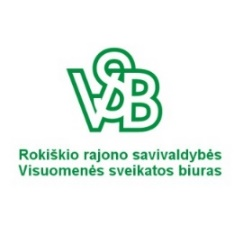 VSB
Rokiškio rajono savivaldybės
Visuomenės sveikatos biuras